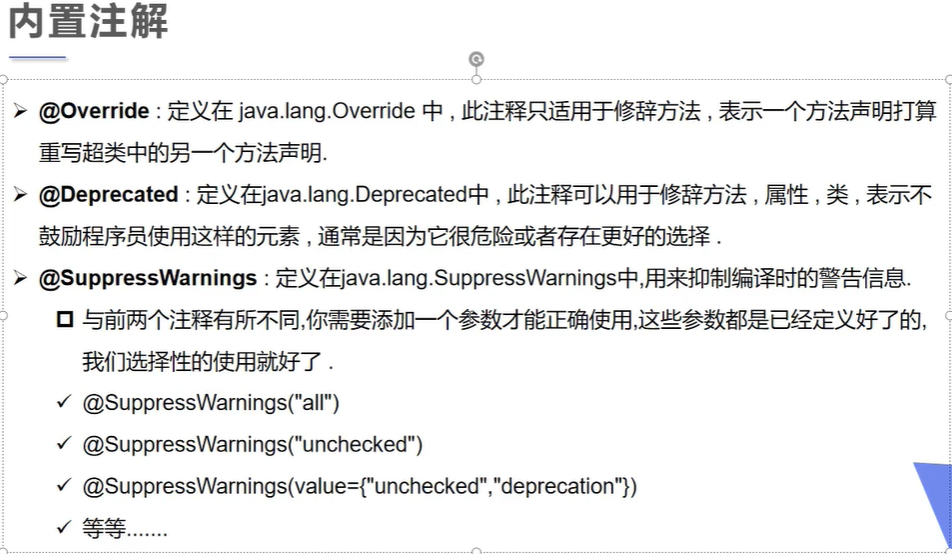 内置注解
@Override : 定义在 java.lang.Override 中 , 此注释只适用于修辞方法 , 表示一个方法声明打算
重写超类中的另一个方法声明.
@Deprecated : 定义在java.lang.Deprecated中 , 此注释可以用于修辞方法 , 属性 , 类 , 表示不
鼓励程序员使用这样的元素 , 通常是因为它很危险或者存在更好的选择 .
@SuppressWarnings : 定义在java.lang.SuppressWarnings中,用来抑制编译时的警告信息.
与前两个注释有所不同,你需要添加一个参数才能正确使用,这些参数都是已经定义好了的,
我们选择性的使用就好了 .
@SuppressWarnings("all")
@SuppressWarnings("unchecked")
@SuppressWarnings(value={"unchecked","deprecation"})
等等.......